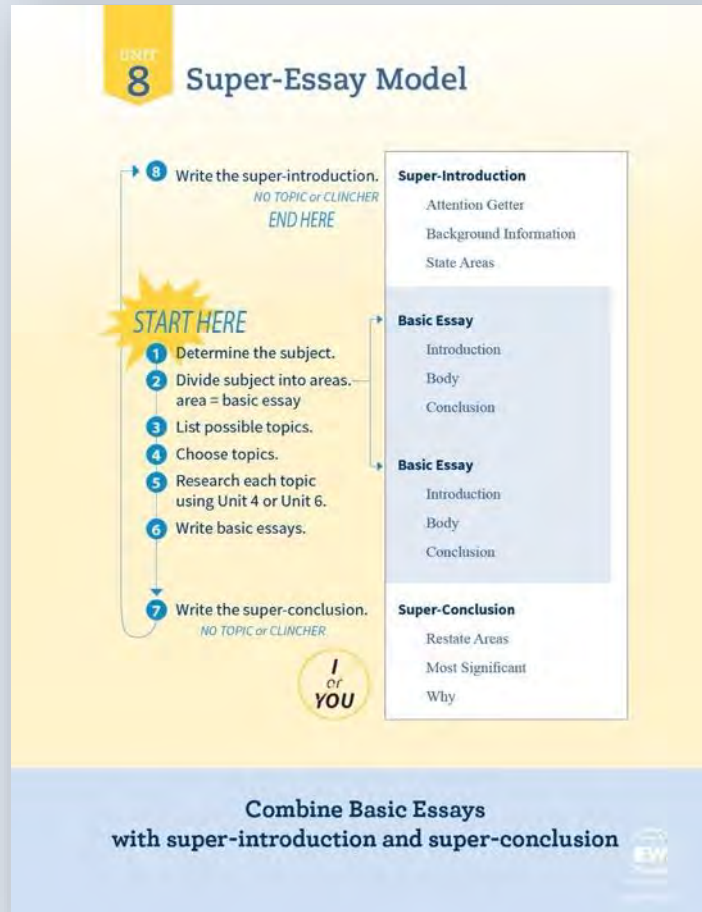 UNIT
8
Super-Essay Model
8 Write the super-introduction.
NO TOPIC or CLINCHER
END HERE
START HERE
1 Determine the subject.
2 Divide subject into areas.
area = basic essay
3 List possible topics.
4 Choose topics.
5 Research each topic
using Unit 4 or Unit 6.
6 Write basic essays.
7 Write the super-conclusion.
NO TOPIC or CLINCHER
I
or
YOU
Super-Introduction
Attention Getter
Background Information
State Areas
Basic Essay
Introduction
Body
Conclusion
Basic Essay
Introduction
Body
Conclusion
Super-Conclusion
Restate Areas
Most Significant
Why
Combine Basic Essays
with super-introduction and super-conclusion